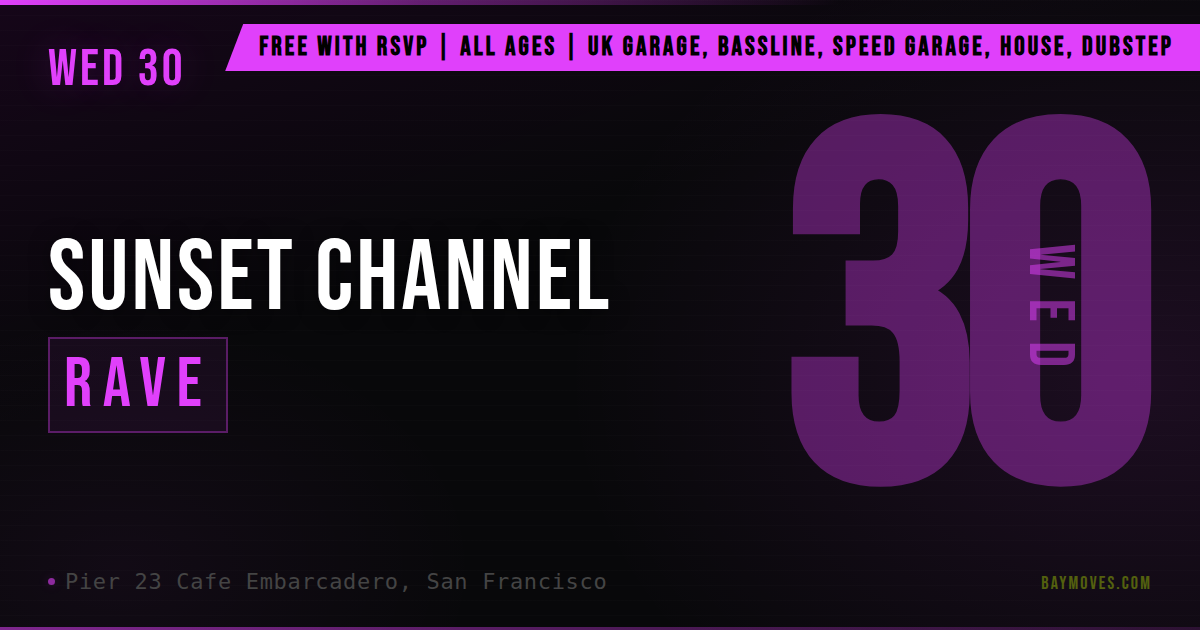 WED 30
FREE WITH RSVP | ALL AGES | UK GARAGE, BASSLINE, SPEED GARAGE, HOUSE, DUBSTEP
30
WED
SUNSET CHANNEL
RAVE
• Pier 23 Cafe Embarcadero, San Francisco
BAYMOVES.COM